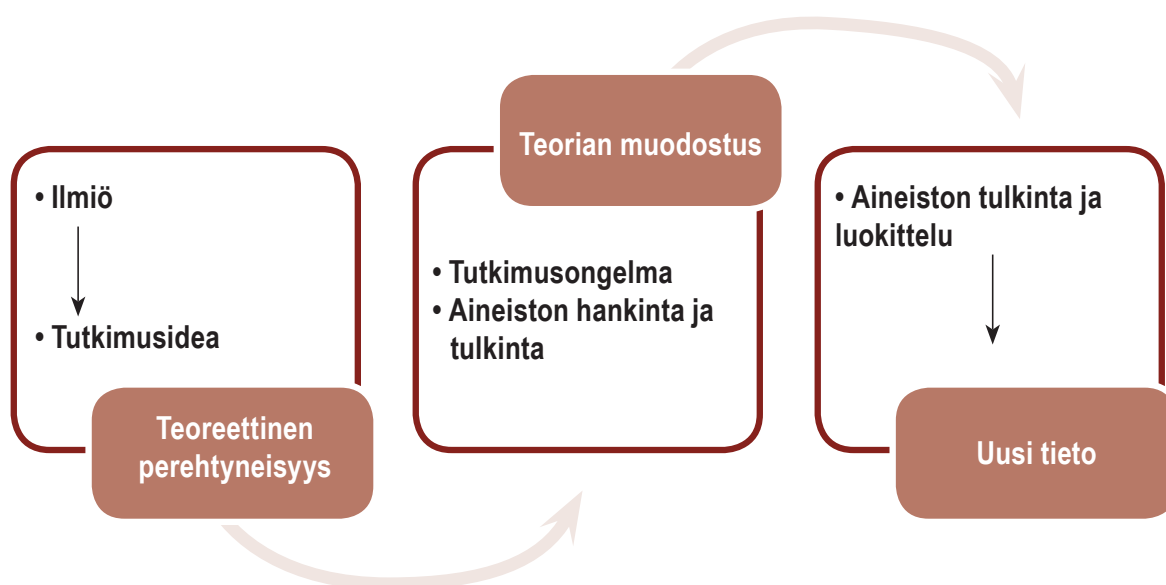 • Ilmiö
• Tutkimusidea
Teoreettinen
perehtyneisyys
Teorian muodostus
• Tutkimusongelma
• Aineiston hankinta ja
tulkinta
• Aineiston tulkinta ja
luokittelu
Uusi tieto